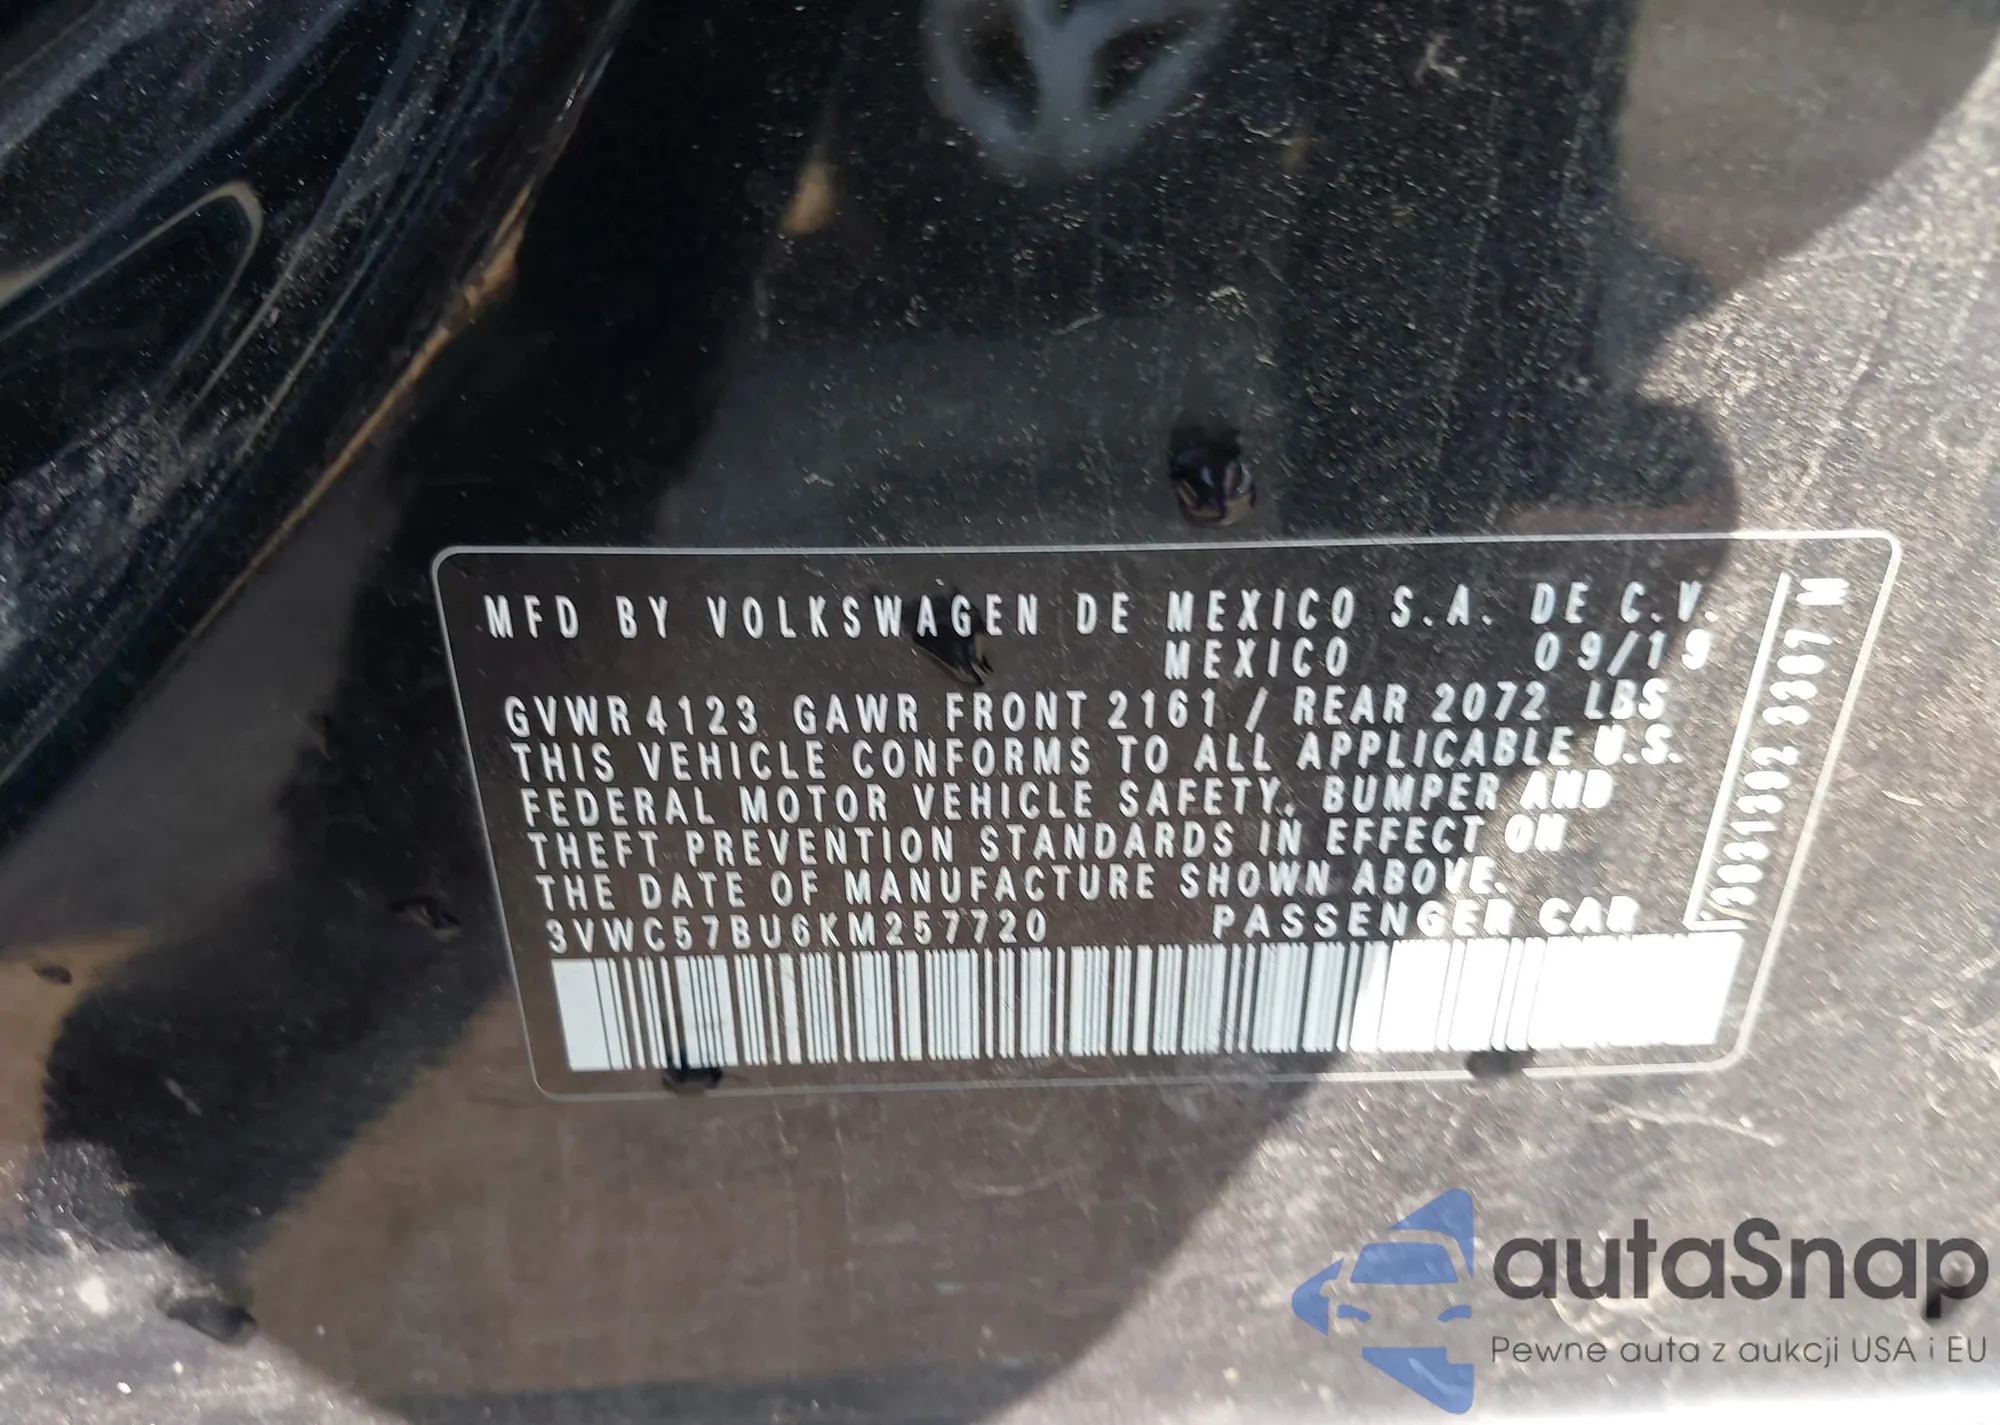 MFD BY VOLKSWAGEN DE MEXICO S.A. DE C.V.
MEXICO 09/19
GVWR 4123 GAWR FRONT 2161 / REAR 2072 LBS
THIS VEHICLE CONFORMS TO ALL APPLICABLE U.S.
FEDERAL MOTOR VEHICLE SAFETY, BUMPER AND
THEFT PREVENTION STANDARDS IN EFFECT ON
THE DATE OF MANUFACTURE SHOWN ABOVE.
3VWC57BU6KM257720 PASSENGER CAR
autaSnap
Pewne auta z aukcji USA i EU